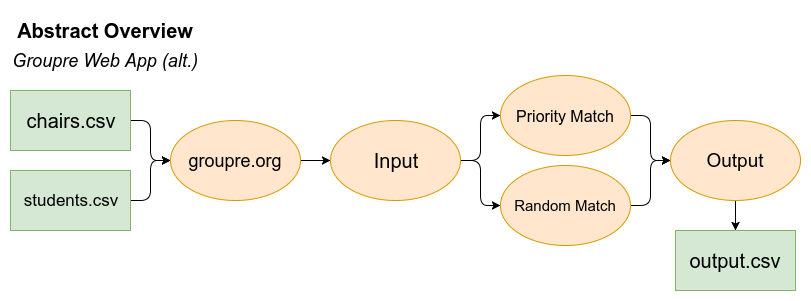 Abstract Overview
Groupre Web App (alt.)
chairs.csv
students.csv
groupre.org
Input
Priority Match
Random Match
Output
output.csv